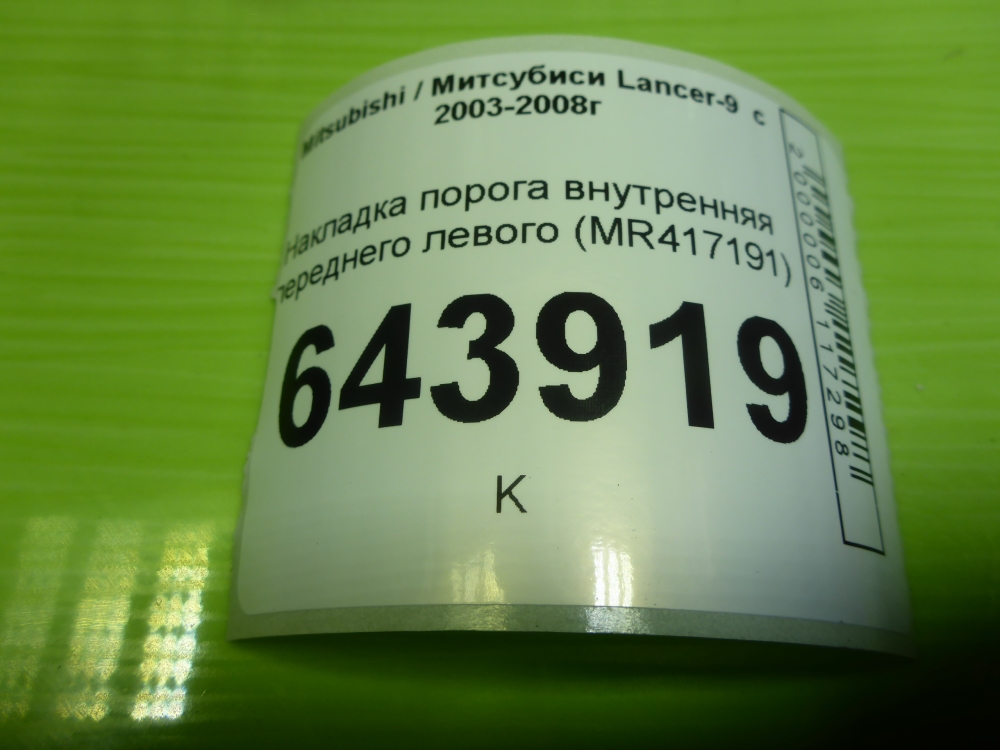 Mitsubishi / Митсубиси Lancer-9 с
2003-2008г
Накладка порога внутренняя
переднего левого (MR417191)
643919
К
2000006117298